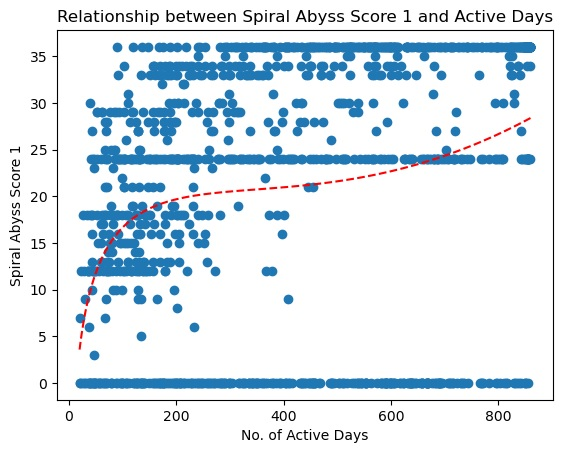 Relationship between Spiral Abyss Score 1 and Active Days
35
30
25
20
15
10
5
0
Spiral Abyss Score 1
0 200 400 600 800
No. of Active Days